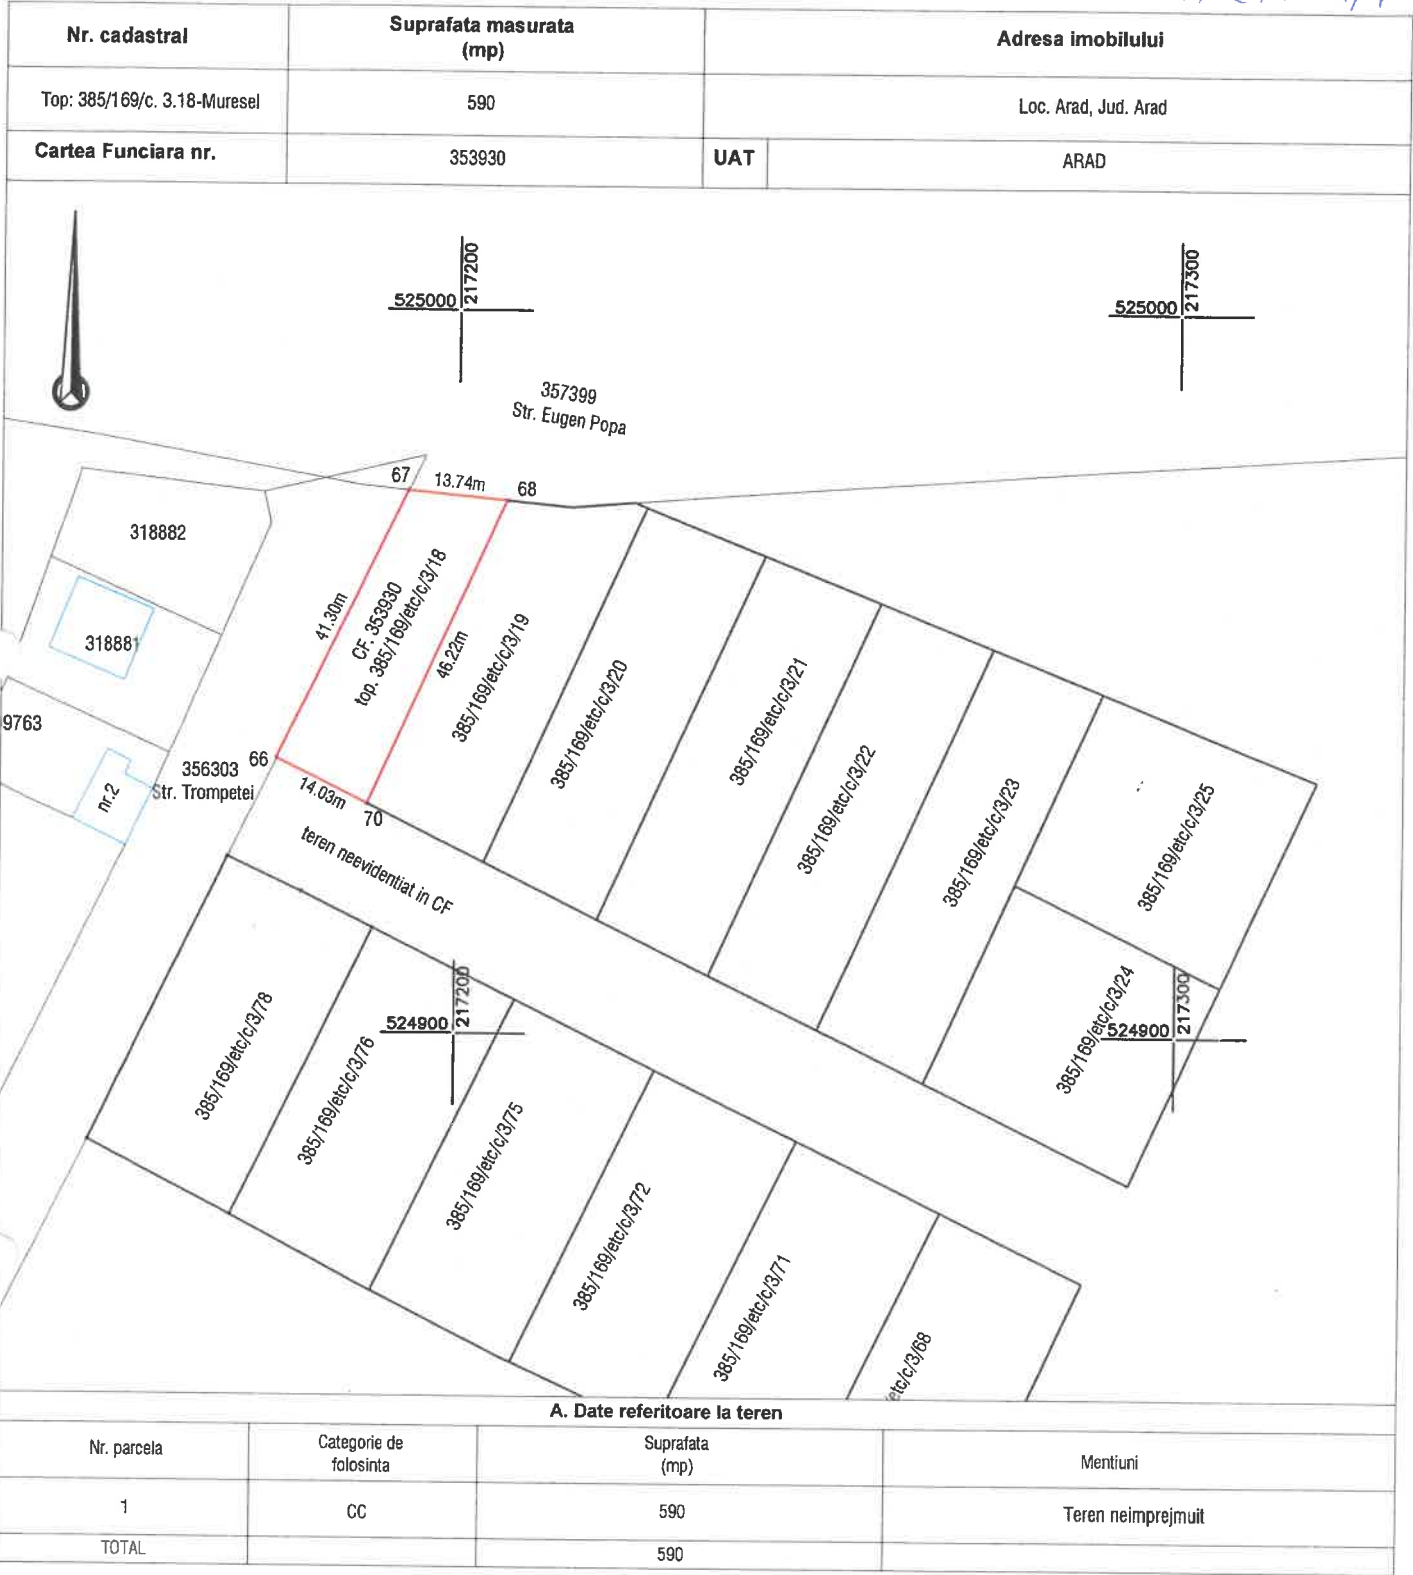 Nr. cadastral
Suprafata masurata
(mp)
Adresa imobilului
Top: 385/169/c. 3.18-Muresel
590
Loc. Arad, Jud. Arad
Cartea Funciara nr.
353930
UAT
ARAD
525000
217200
525000
217300
357399
Str. Eugen Popa
67
13.74m
68
318882
318881
9763
nr.2
356303
Str. Trompetei
66
41.30m
CF. 353930
top. 385/169/etc/c/3/18
46.22m
14.03m
70
385/169/etc/c/3/19
385/169/etc/c/3/20
385/169/etc/c/3/21
385/169/etc/c/3/22
385/169/etc/c/3/23
385/169/etc/c/3/25
385/169/etc/c/3/24
teren neevidentiat in CF
524900
217200
524900
217300
385/169/etc/c/3/78
385/169/etc/c/3/76
385/169/etc/c/3/75
385/169/etc/c/3/72
385/169/etc/c/3/71
etc/c/3/68
A. Date referitoare la teren
Nr. parcela
Categorie de
folosinta
Suprafata
(mp)
Mentiuni
1
CC
590
Teren neimprejmuit
TOTAL
590